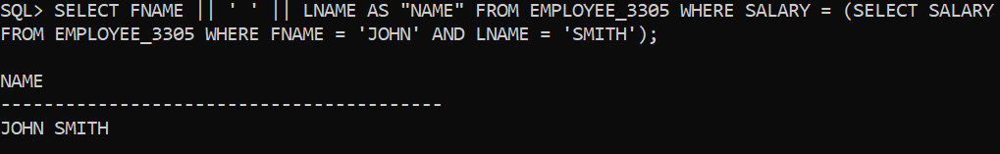 SQL> SELECT FNAME || ' ' || LNAME AS "NAME" FROM EMPLOYEE_3305 WHERE SALARY = (SELECT SALARY
FROM EMPLOYEE_3305 WHERE FNAME = 'JOHN' AND LNAME = 'SMITH');
NAME
-----------------------------------------
JOHN SMITH